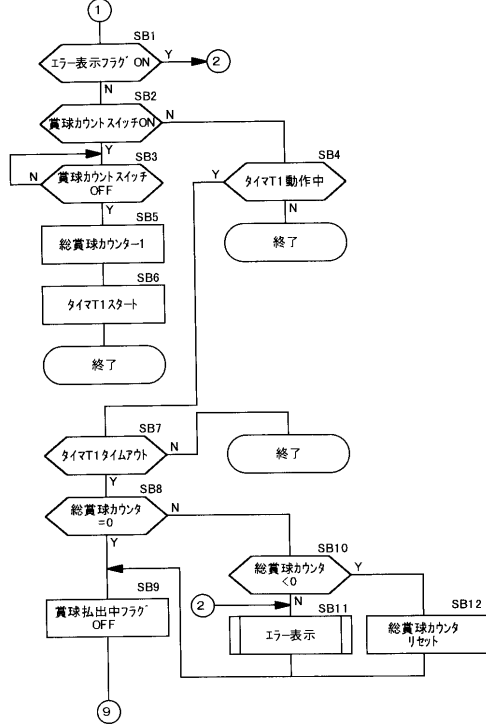 1
SB1
エラー表示フラグ ON
Y
2
N
SB2
賞球カウントスイッチON
N
Y
SB3
N
賞球カウントスイッチ
OFF
Y
SB4
Y
タイマT1動作中
N
終了
SB5
総賞球カウンタ-1
SB6
タイマT1スタート
終了
SB7
タイマT1タイムアウト
N
終了
Y
SB8
総賞球カウンタ
=0
N
Y
SB10
総賞球カウンタ
<0
Y
N
SB9
賞球払出中フラグ
OFF
2
SB11
エラー表示
SB12
総賞球カウンタ
リセット
9